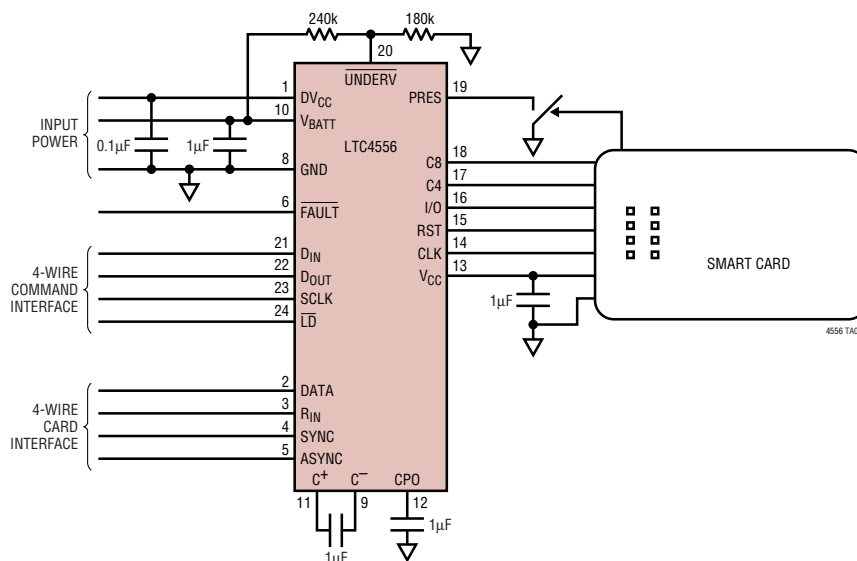 240k
180k
20
UNDERV
1
DVCC
PRES
19
INPUT
POWER
10
VBATT
0.1µF
1µF
LTC4556
8
GND
C8
18
C4
17
6
FAULT
I/O
16
RST
15
4-WIRE
COMMAND
INTERFACE
21
DIN
CLK
14
22
DOUT
VCC
13
23
SCLK
24
LD
1µF
SMART CARD
4556 TA0
4-WIRE
CARD
INTERFACE
2
DATA
3
RIN
4
SYNC
5
ASYNC
C+
C–
CPO
11
9
12
1µF
1µF